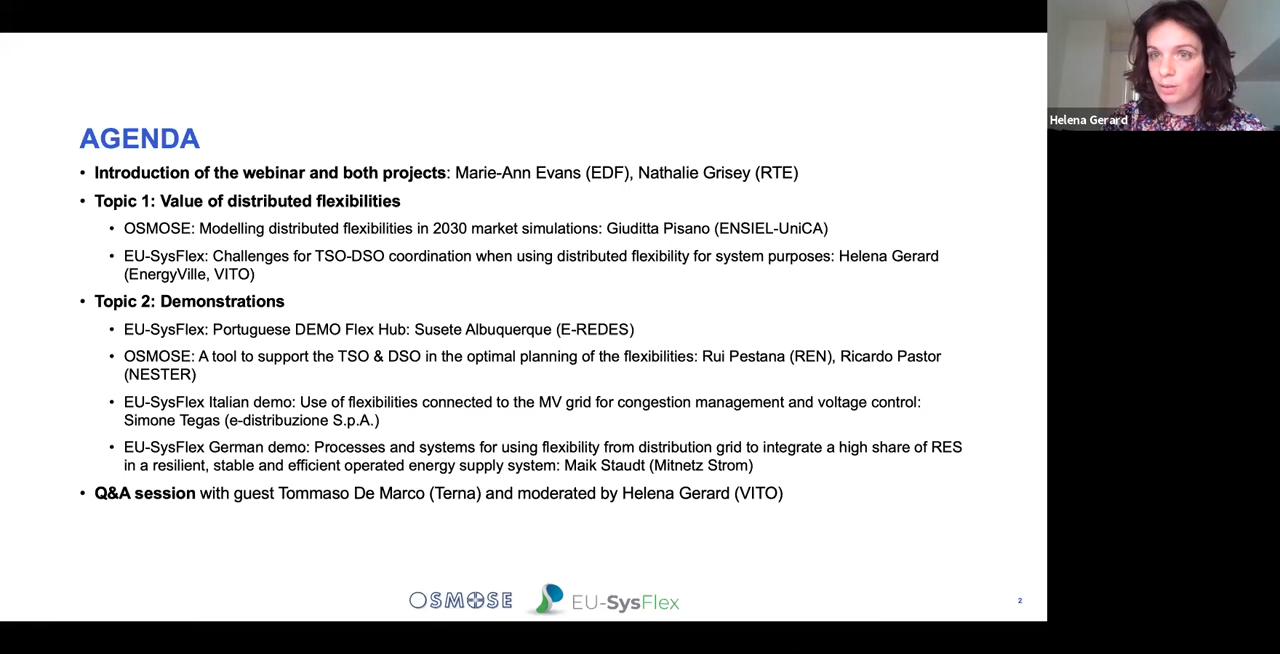 AGENDA
• Introduction of the webinar and both projects: Marie-Ann Evans (EDF), Nathalie Grisey (RTE)
• Topic 1: Value of distributed flexibilities
• OSMOSE: Modelling distributed flexibilities in 2030 market simulations: Giuditta Pisano (ENSIEL-UniCA)
• EU-SysFlex: Challenges for TSO-DSO coordination when using distributed flexibility for system purposes: Helena Gerard
(EnergyVille, VITO)
• Topic 2: Demonstrations
• EU-SysFlex: Portuguese DEMO Flex Hub: Susete Albuquerque (E-REDES)
• OSMOSE: A tool to support the TSO & DSO in the optimal planning of the flexibilities: Rui Pestana (REN), Ricardo Pastor
(NESTER)
• EU-SysFlex Italian demo: Use of flexibilities connected to the MV grid for congestion management and voltage control:
Simone Tegas (e-distribuzione S.p.A.)
• EU-SysFlex German demo: Processes and systems for using flexibility from distribution grid to integrate a high share of RES
in a resilient, stable and efficient operated energy supply system: Maik Staudt (Mitnetz Strom)
• Q&A session with guest Tommaso De Marco (Terna) and moderated by Helena Gerard (VITO)
OSMOSE
EU-SysFlex
2
Helena Gerard